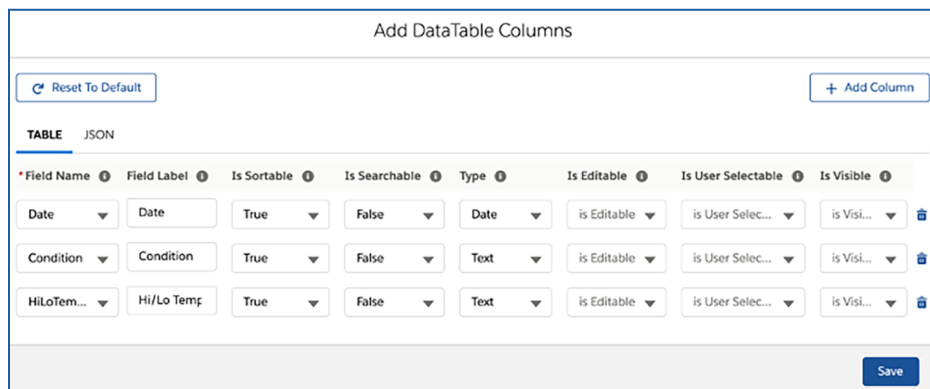 Add DataTable Columns
Reset To Default
+ Add Column
TABLE JSON
*Field Name Field Label Is Sortable Is Searchable Type Is Editable Is User Selectable Is Visible
Date Date True False Date is Editable is User Selec... is Visi...
Condition Condition True False Text is Editable is User Selec... is Visi...
HiLoTem... Hi/Lo Temp True False Text is Editable is User Selec... is Visi...
Save